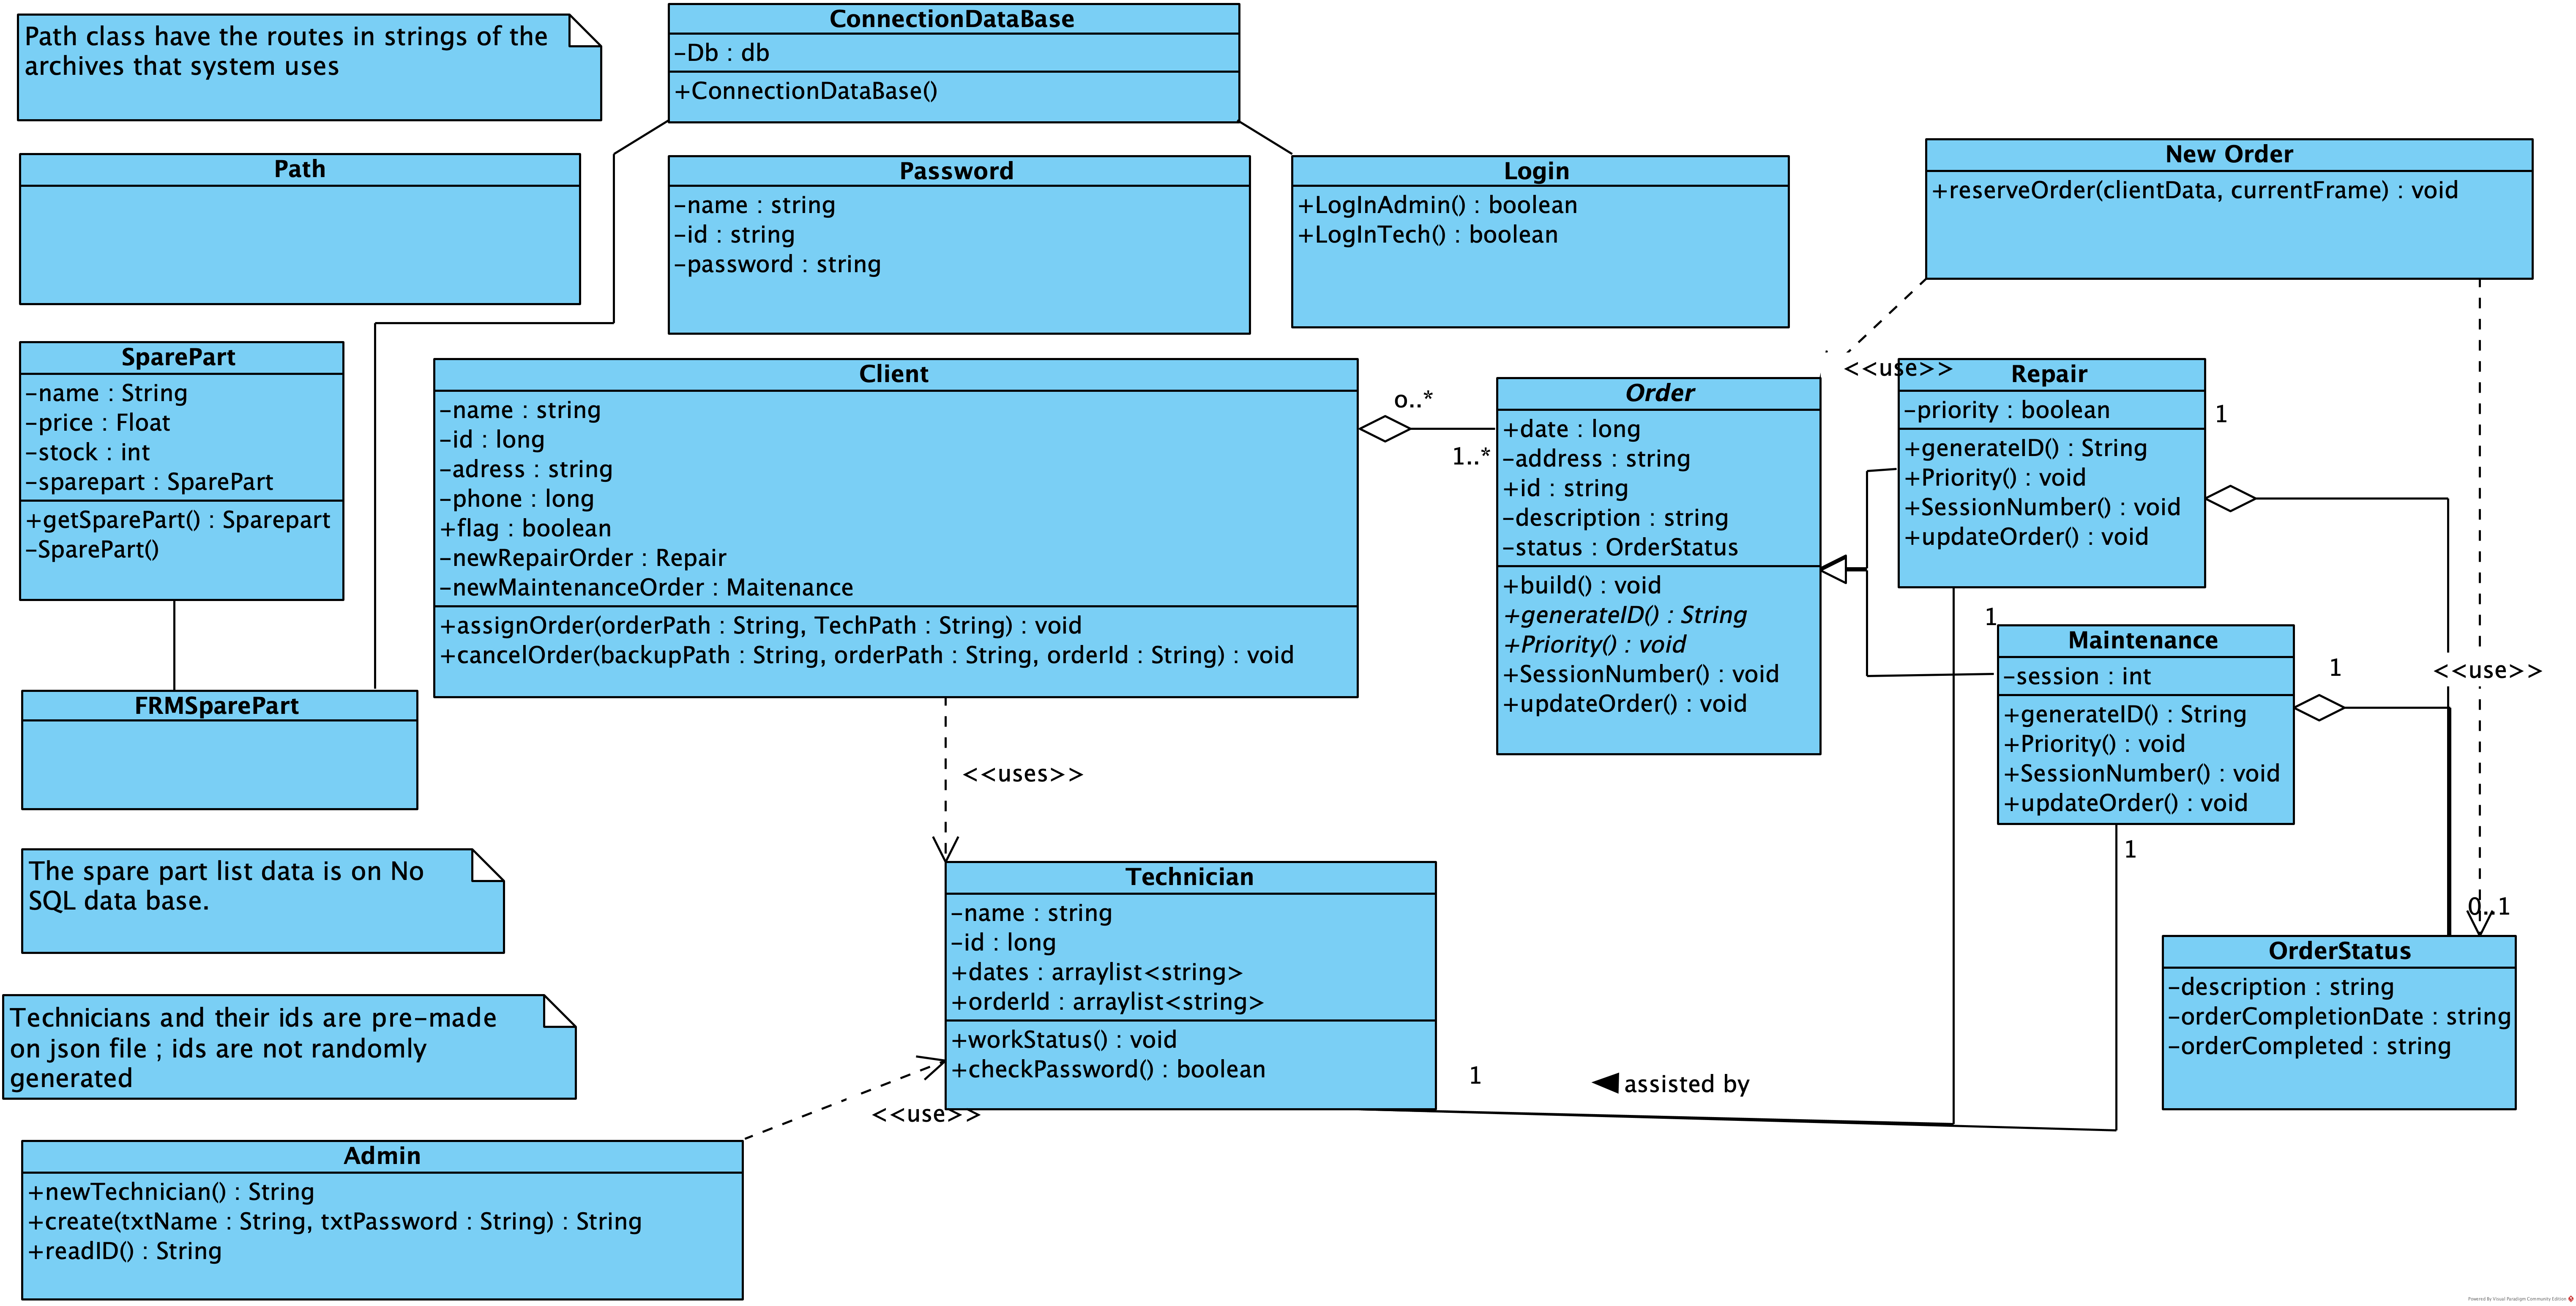 Path class have the routes in strings of the
archives that system uses
ConnectionDataBase
-Db : db
+ConnectionDataBase()
Path
Password
-name : string
-id : string
-password : string
Login
+LogInAdmin() : boolean
+LogInTech() : boolean
New Order
+reserveOrder(clientData, currentFrame) : void
SparePart
-name : String
-price : Float
-stock : int
-sparepart : SparePart
+getSparePart() : Sparepart
-SparePart()
Client
-name : string
-id : long
-adress : string
-phone : long
+flag : boolean
-newRepairOrder : Repair
-newMaintenanceOrder : Maitenance
+assignOrder(orderPath : String, TechPath : String) : void
+cancelOrder(backupPath : String, orderPath : String, orderId : String) : void
o..*
1..*
Order
+date : long
-address : string
+id : string
-description : string
-status : OrderStatus
+build() : void
+generateID() : String
+Priority() : void
+SessionNumber() : void
+updateOrder() : void
<<use>>
Repair
-priority : boolean
+generateID() : String
+Priority() : void
+SessionNumber() : void
+updateOrder() : void
1
1
Maintenance
-session : int
+generateID() : String
+Priority() : void
+SessionNumber() : void
+updateOrder() : void
1
1
<<use>>
0..1
FRMSparePart
<<uses>>
The spare part list data is on No
SQL data base.
Technician
-name : string
-id : long
+dates : arraylist<string>
+orderId : arraylist<string>
+workStatus() : void
+checkPassword() : boolean
1
assisted by
OrderStatus
-description : string
-orderCompletionDate : string
-orderCompleted : string
Technicians and their ids are pre-made
on json file ; ids are not randomly
generated
<<use>>
Admin
+newTechnician() : String
+create(txtName : String, txtPassword : String) : String
+readID() : String
Powered By Visual Paradigm Community Edition